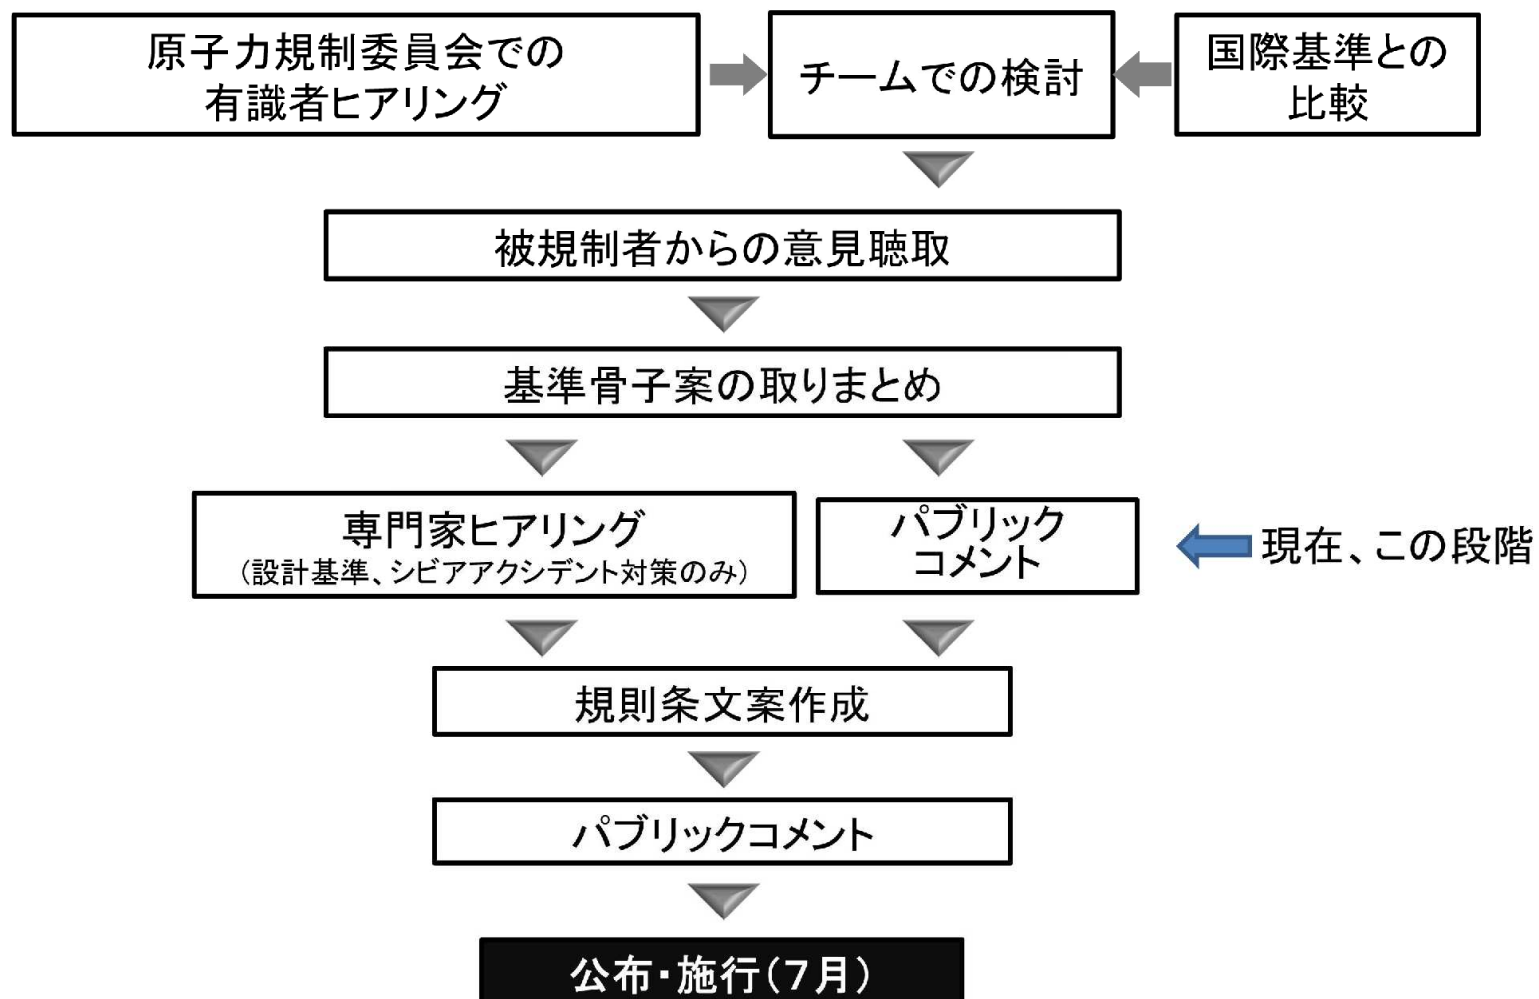 原子力規制委員会での
有識者ヒアリング
チームでの検討
国際基準との
比較
被規制者からの意見聴取
基準骨子案の取りまとめ
専門家ヒアリング
（設計基準、シビアアクシデント対策のみ）
パブリック
コメント
現在、この段階
規則条文案作成
パブリックコメント
公布・施行（７月）